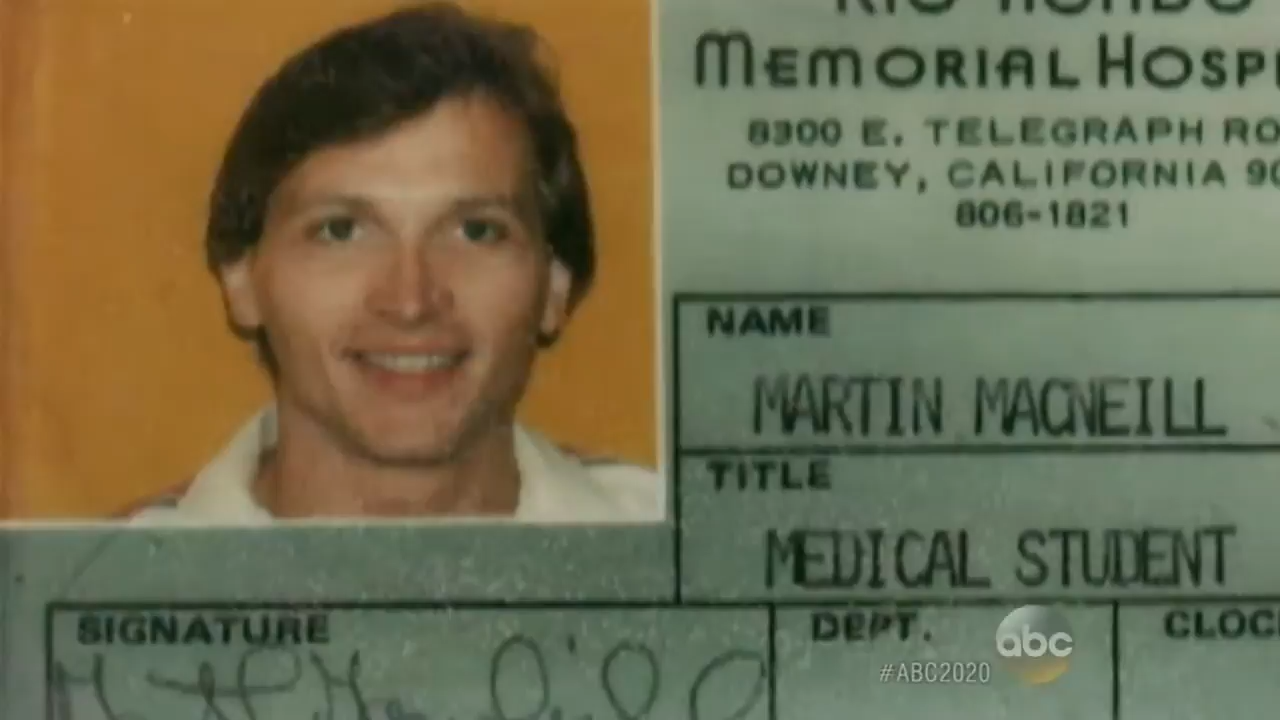 MEMORIAL HOSP
8300 E. TELEGRAPH RO
DOWNEY, CALIFORNIA 90
806-1821
NAME
MARTIN MACNEILL
TITLE
MEDICAL STUDENT
SIGNATURE
DEPT.
CLOC
abc
#ABC2020